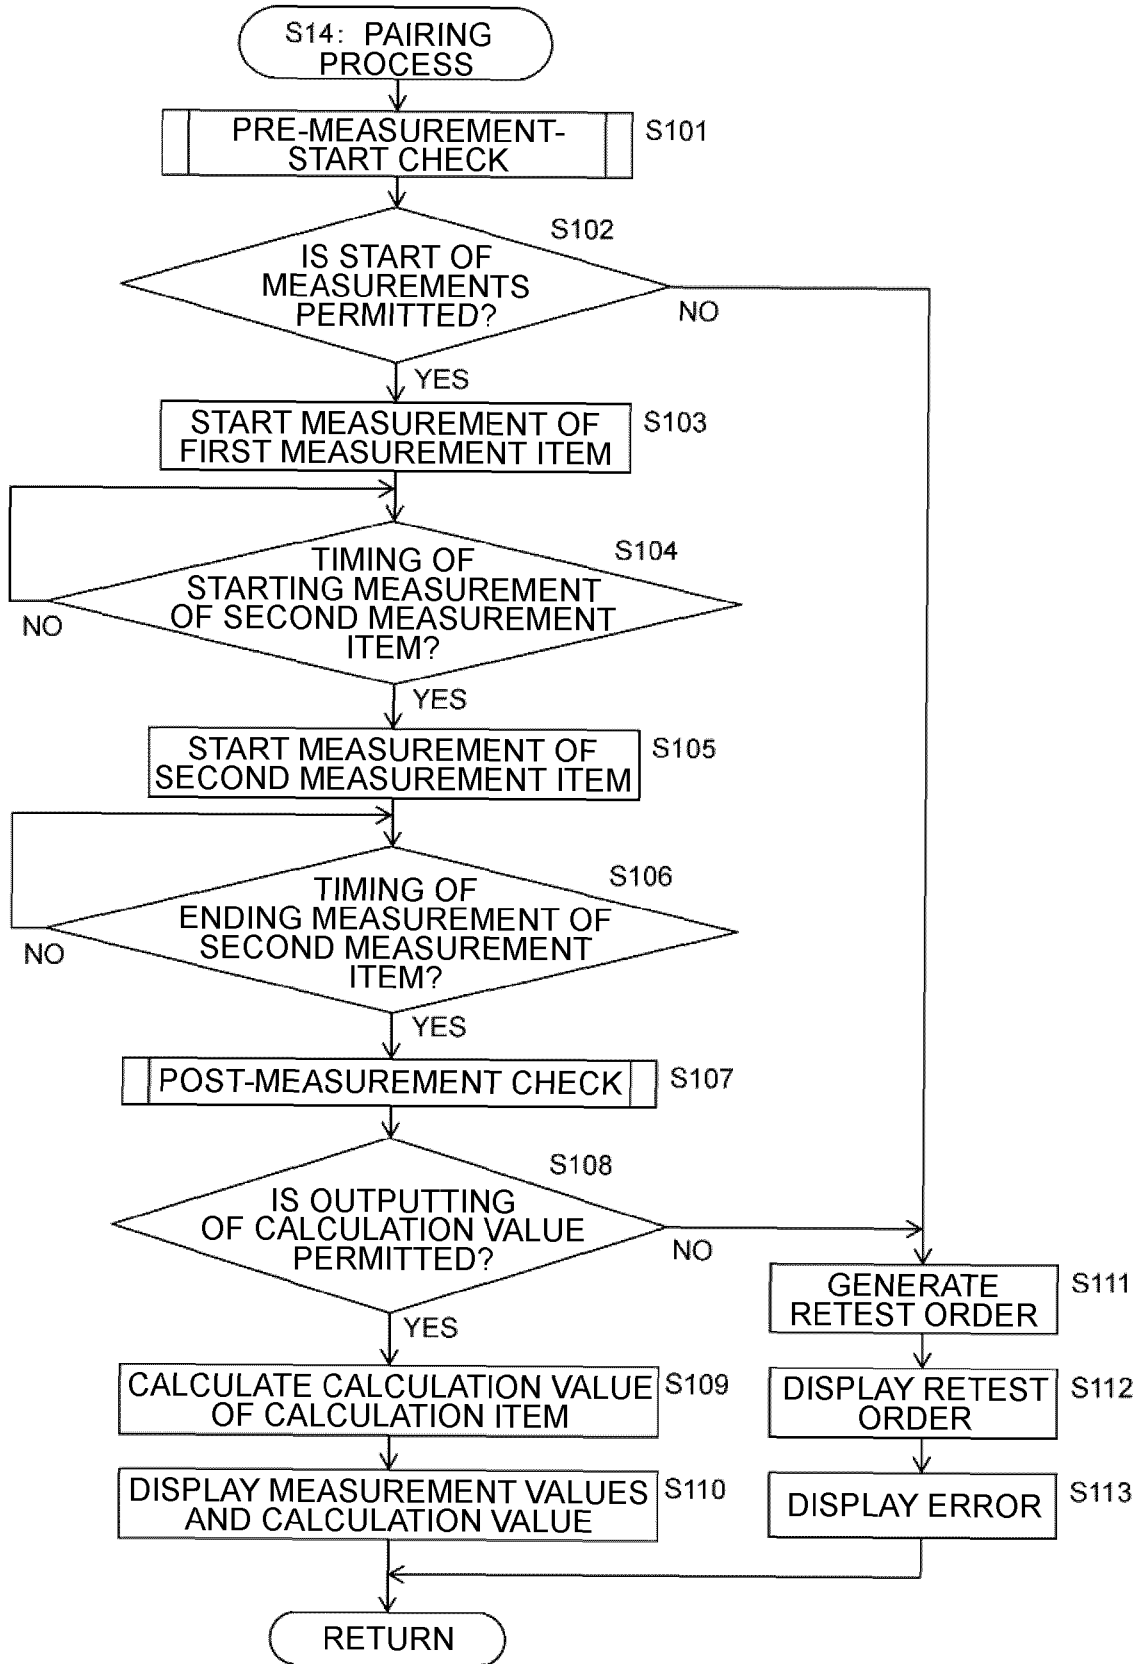 S14: PAIRING
PROCESS
PRE-MEASUREMENT-
START CHECK
S101
S102
IS START OF
MEASUREMENTS
PERMITTED?
NO
YES
START MEASUREMENT OF
FIRST MEASUREMENT ITEM
S103
S104
TIMING OF
STARTING MEASUREMENT
OF SECOND MEASUREMENT
ITEM?
NO
YES
START MEASUREMENT OF
SECOND MEASUREMENT ITEM
S105
S106
TIMING OF
ENDING MEASUREMENT OF
SECOND MEASUREMENT
ITEM?
NO
YES
POST-MEASUREMENT CHECK
S107
S108
IS OUTPUTTING
OF CALCULATION VALUE
PERMITTED?
NO
YES
CALCULATE CALCULATION VALUE
OF CALCULATION ITEM
S109
DISPLAY MEASUREMENT VALUES
AND CALCULATION VALUE
S110
GENERATE
RETEST ORDER
S111
DISPLAY RETEST
ORDER
S112
DISPLAY ERROR
S113
RETURN